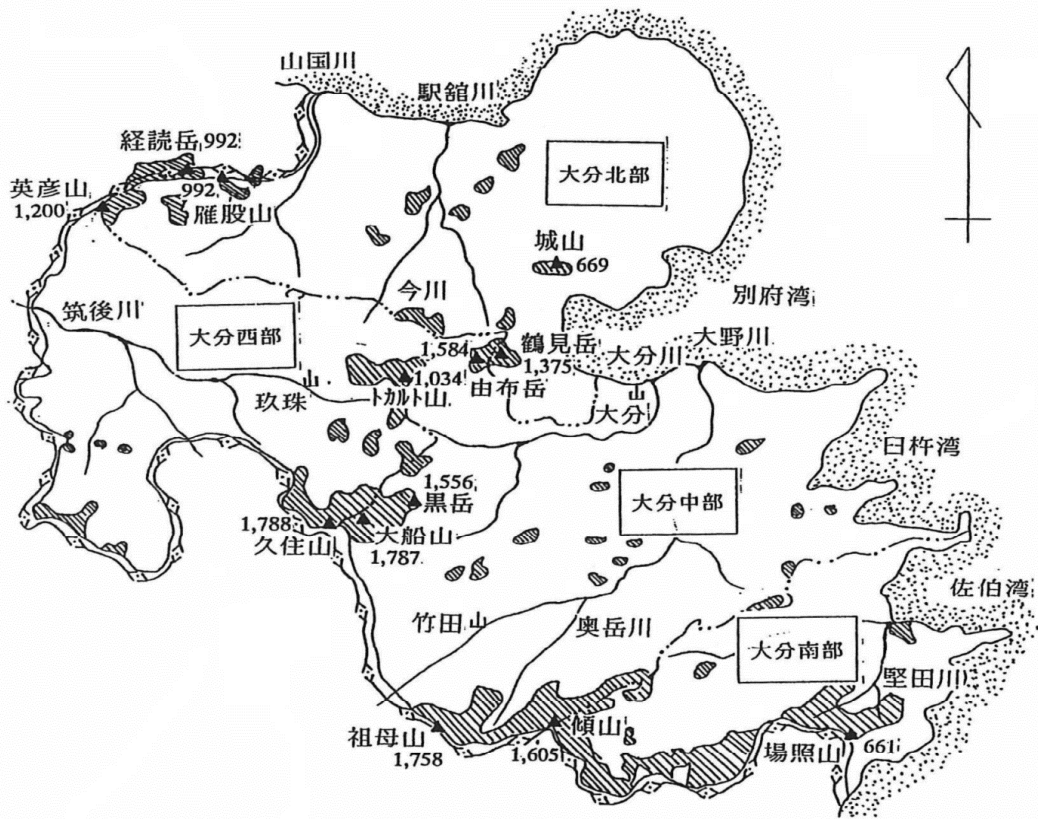 山国川
駅舘川
経読岳 992
大分北部
英彦山
1,200
992
雁股山
城山
669
別府湾
今川
筑後川
大分西部
大野川
1,584
鶴見岳
1,375
大分川
1,034
由布岳
山
玖珠
トカルト山
山
大分
臼杵湾
1,556
黒岳
大分中部
1,788
久住山
大船山
1,787
佐伯湾
竹田山
奥岳川
大分南部
堅田川
祖母山
1,758
傾山
1,605
場照山
661